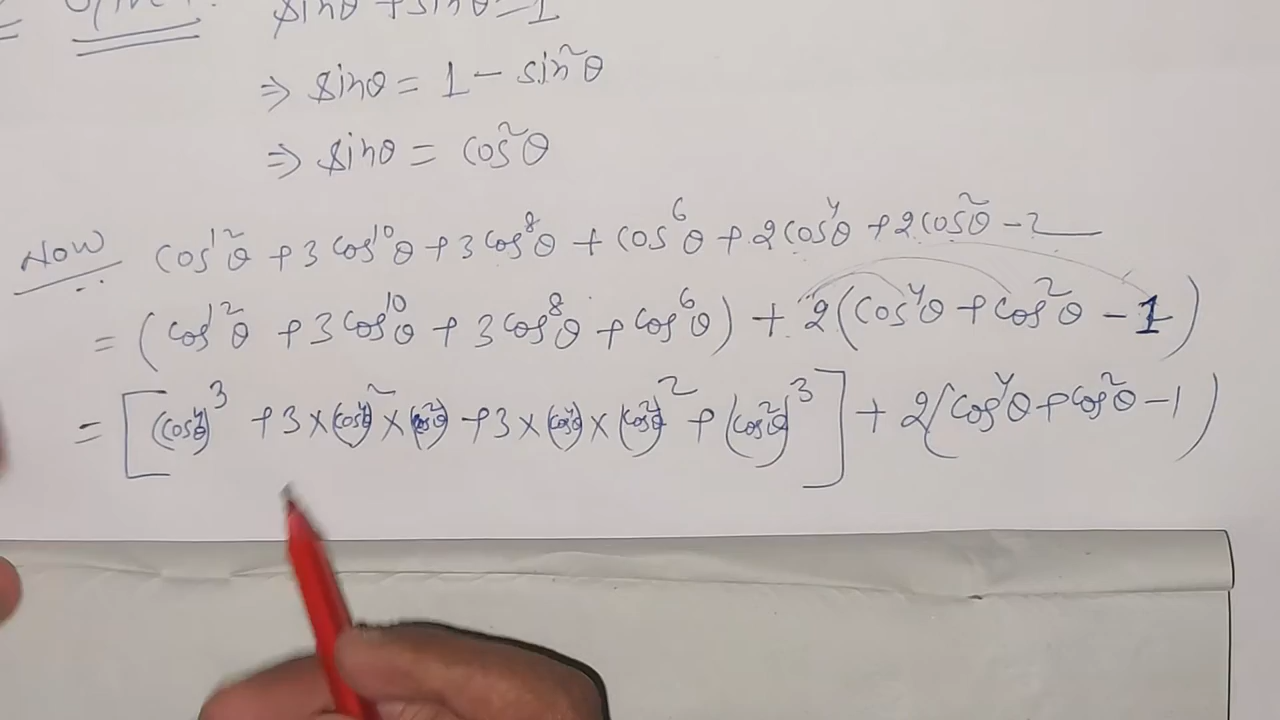 Given: sinθ + sin²θ = 1
⇒ sinθ = 1 - sin²θ
⇒ sinθ = cos²θ
Now cos¹²θ + 3cos¹⁰θ + 3cos⁸θ + cos⁶θ + 2cos⁴θ + 2cos²θ - 2
= (cos¹²θ + 3cos¹⁰θ + 3cos⁸θ + cos⁶θ) + 2(cos⁴θ + cos²θ - 1)
= [(cos⁴θ)³ + 3×(cos⁴θ)²×(cos²θ) + 3×(cos⁴θ)×(cos²θ)² + (cos²θ)³] + 2(cos⁴θ + cos²θ - 1)